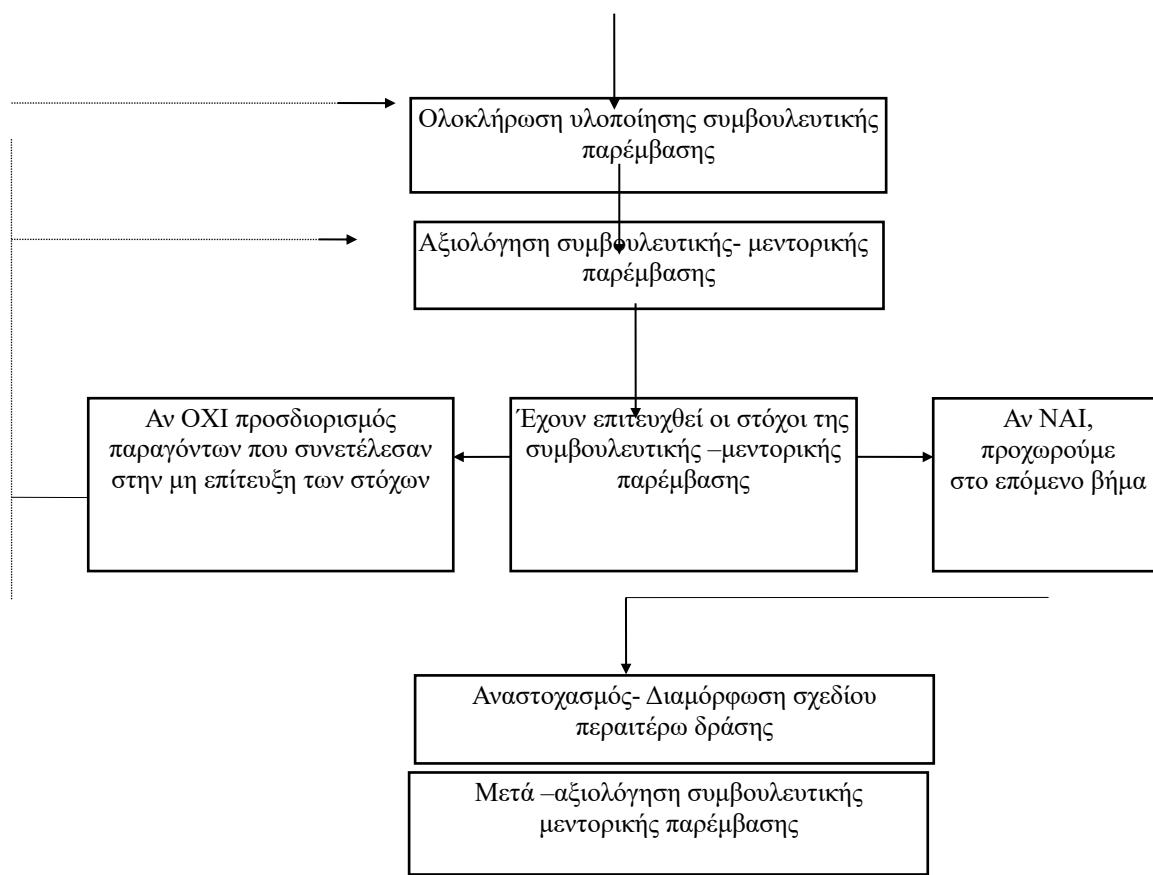 Ολοκλήρωση υλοποίησης συμβουλευτικής
παρέμβασης
Αξιολόγηση συμβουλευτικής- μεντορικής
παρέμβασης
Αν ΟΧΙ προσδιορισμός
παραγόντων που συνετέλεσαν
στην μη επίτευξη των στόχων
Έχουν επιτευχθεί οι στόχοι της
συμβουλευτικής –μεντορικής
παρέμβασης
Αν ΝΑΙ,
προχωρούμε
στο επόμενο βήμα
Αναστοχασμός- Διαμόρφωση σχεδίου
περαιτέρω δράσης
Μετά –αξιολόγηση συμβουλευτικής
μεντορικής παρέμβασης